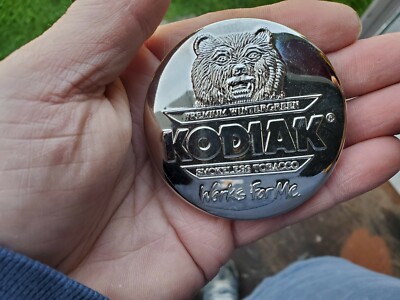 PREMIUM WINTERGREEN
KODIAK®
SMOKELESS TOBACCO
Works For Me.